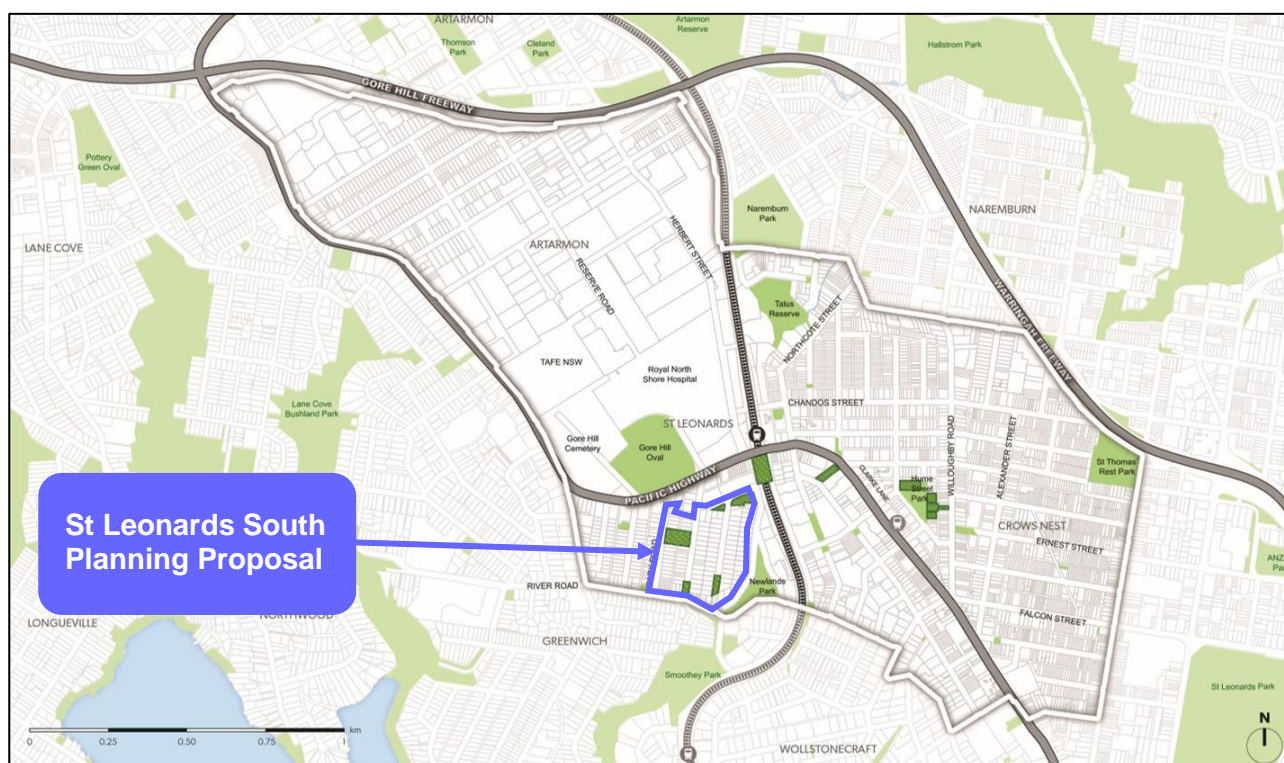 ARTARMON
Artarmon
Reserve
Thomson
Park
Cleland
Park
Hallstrom Park
GORE HILL FREEWAY
Pottery
Green Oval
Naremburn
Park
NAREMBURN
LANE COVE
ARTARMON
HERBERT STREET
RESERVE ROAD
Talus
Reserve
NORTHCOTE STREET
WARRINGAH FREEWAY
TAFE NSW
Royal North
Shore Hospital
CHANDOS STREET
Lane Cove
Bushland Park
ST LEONARDS
Gore Hill
Cemetery
Gore Hill
Oval
WILLOUGHBY ROAD
ALEXANDER STREET
St Thomas
Rest Park
PACIFIC HIGHWAY
CLARKE LANE
Hume
Street
Park
CROWS NEST
St Leonards South
Planning Proposal
ERNEST STREET
ANZ
Pa
RIVER ROAD
Newlands
Park
FALCON STREET
LONGUEVILLE
NORTHWOOD
GREENWICH
Smoothey Park
St Leonards Park
WOLLSTONECRAFT
km
0 0.25 0.50 0.75 1
N